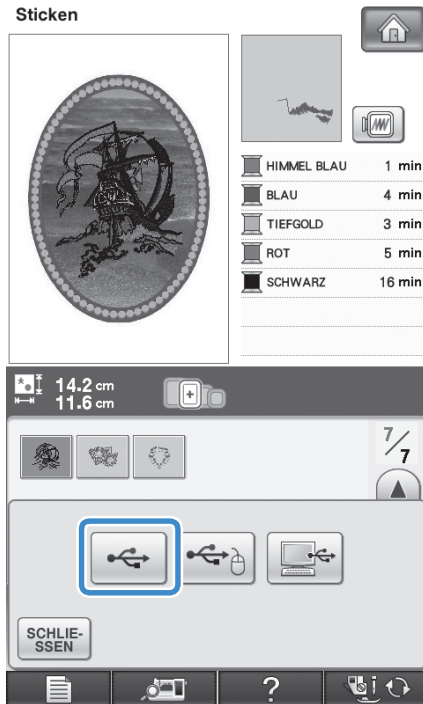 Sticken
HIMMEL BLAU 1 min
BLAU 4 min
TIEFGOLD 3 min
ROT 5 min
SCHWARZ 16 min
14.2 cm
11.6 cm
7/7
SCHLIE-
SSEN
?